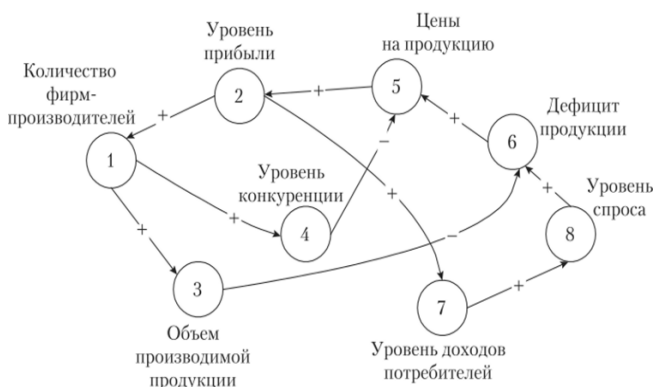 Цены
на продукцию
Уровень
прибыли
Количество
фирм-
производителей
5
+
2
+
6
Дефицит
продукции
+
–
1
Уровень
конкуренции
+
+
Уровень
спроса
+
4
8
+
–
3
7
+
Объем
производимой
продукции
Уровень доходов
потребителей